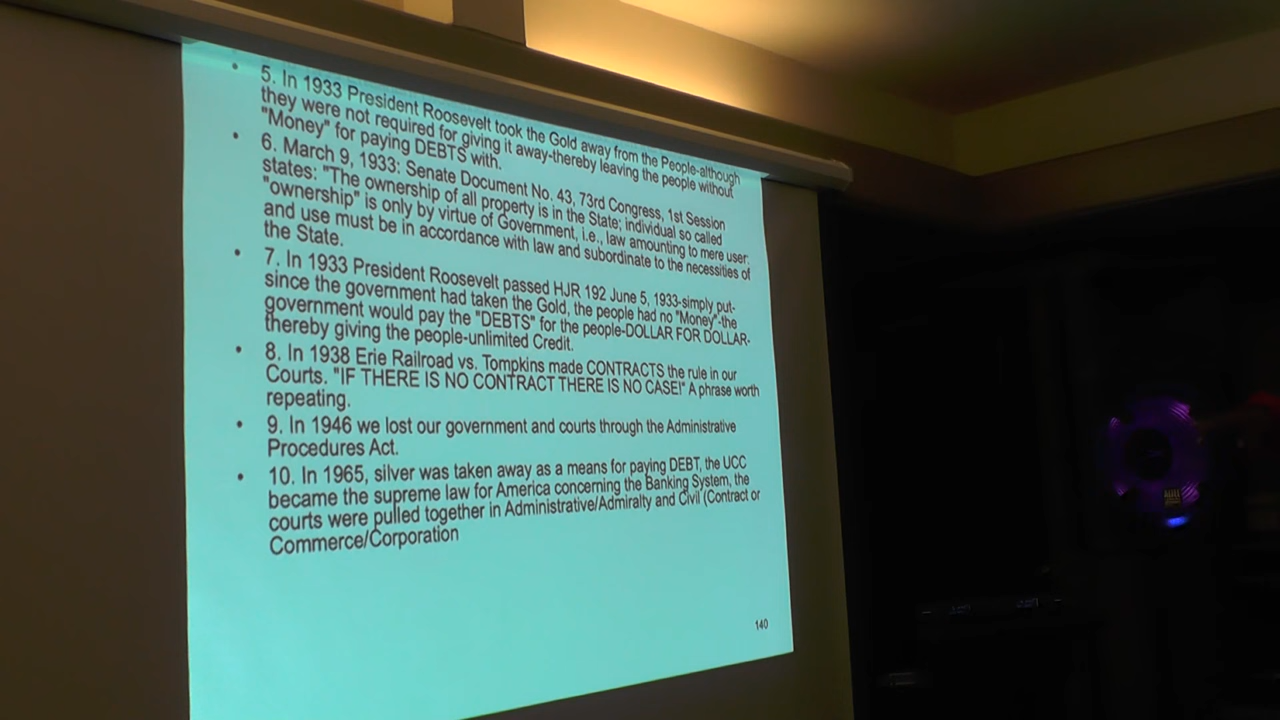 • 5. In 1933 President Roosevelt took the Gold away from the People-although
they were not required for giving it away-thereby leaving the people without
"Money" for paying DEBTS with.
• 6. March 9, 1933: Senate Document No. 43, 73rd Congress, 1st Session
states: "The ownership of all property is in the State; individual so called
"ownership" is only by virtue of Government, i.e., law amounting to mere user;
and use must be in accordance with law and subordinate to the necessities of
the State.
• 7. In 1933 President Roosevelt passed HJR 192 June 5, 1933-simply put-
since the government had taken the Gold, the people had no "Money"-the
government would pay the "DEBTS" for the people-DOLLAR FOR DOLLAR-
thereby giving the people-unlimited Credit.
• 8. In 1938 Erie Railroad vs. Tompkins made CONTRACTS the rule in our
Courts. "IF THERE IS NO CONTRACT THERE IS NO CASE!" A phrase worth
repeating.
• 9. In 1946 we lost our government and courts through the Administrative
Procedures Act.
• 10. In 1965, silver was taken away as a means for paying DEBT, the UCC
became the supreme law for America concerning the Banking System, the
courts were pulled together in Administrative/Admiralty and Civil (Contract or
Commerce/Corporation
140